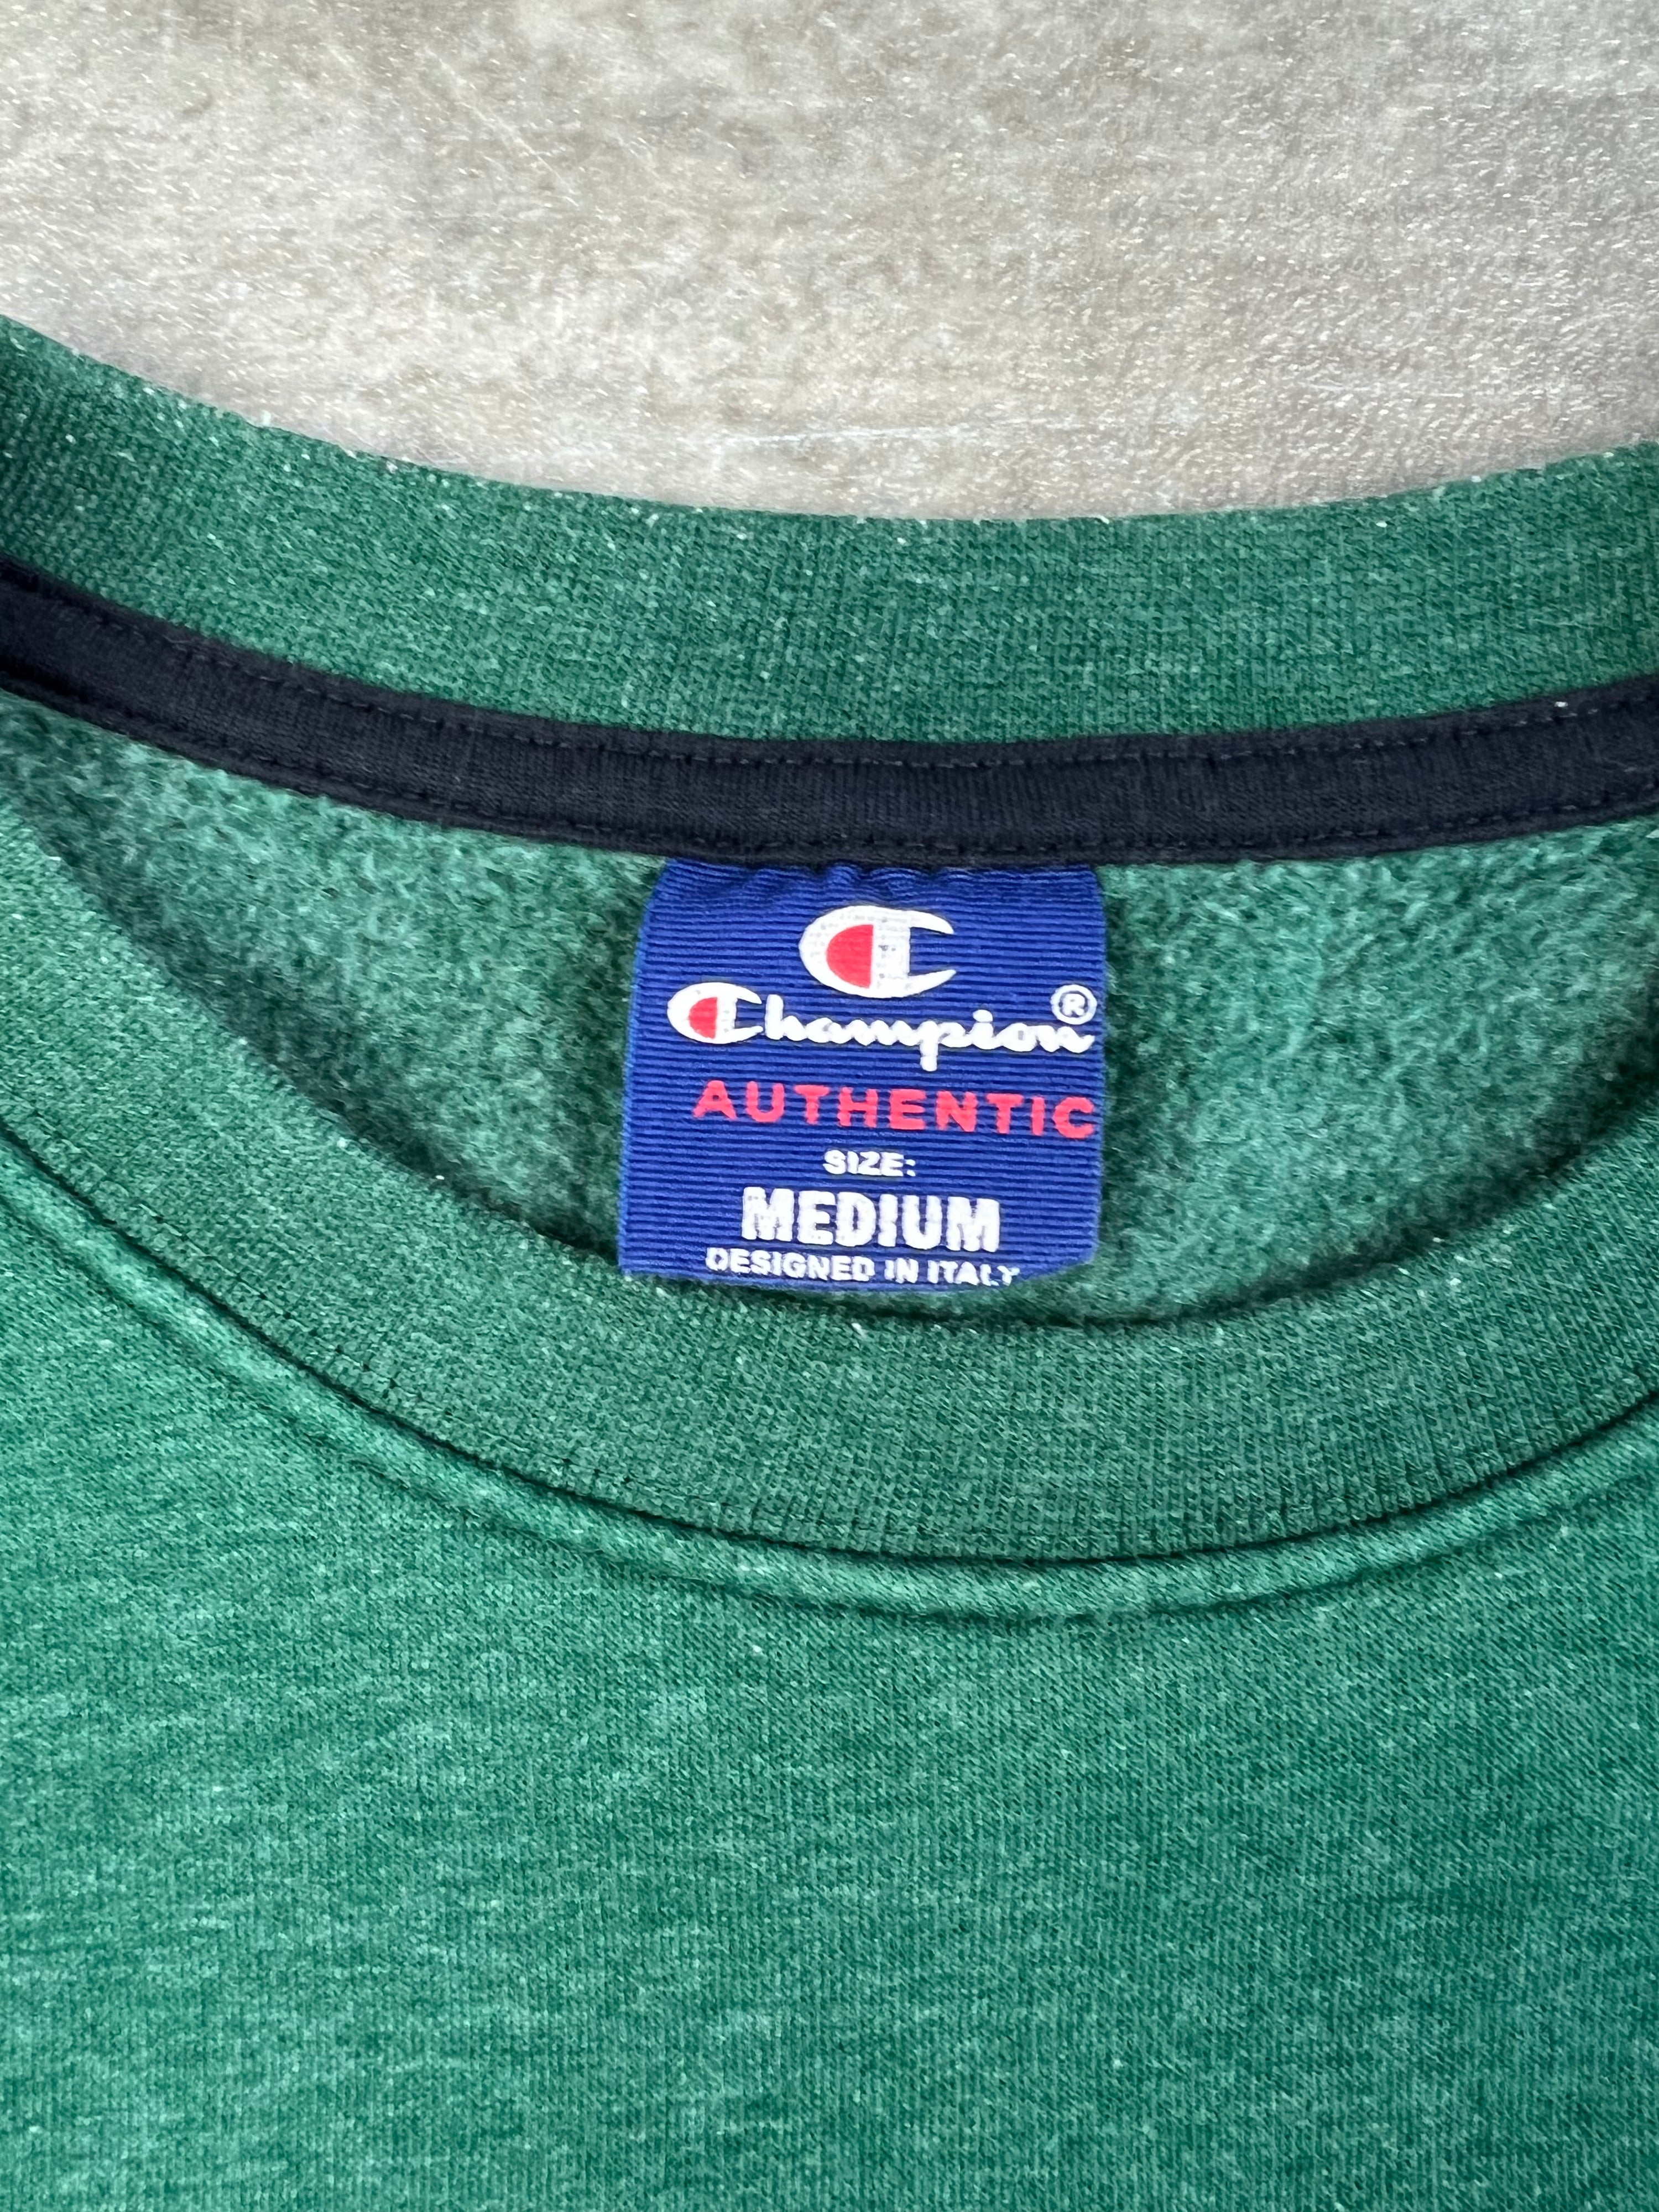 Champion®
AUTHENTIC
SIZE:
MEDIUM
DESIGNED IN ITALY